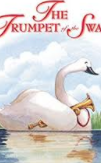 THE
TRUMPET of the SWA